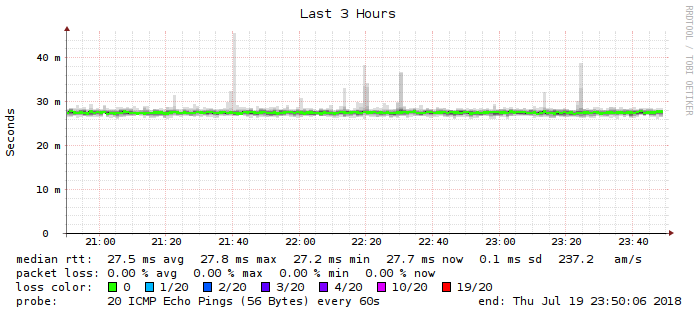 Last 3 Hours
RRDTOOL / TOBI OETIKER
Seconds
40 m
30 m
20 m
10 m
0
21:00 21:20 21:40 22:00 22:20 22:40 23:00 23:20 23:40
median rtt: 27.5 ms avg 27.8 ms max 27.2 ms min 27.7 ms now 0.1 ms sd 237.2 am/s
packet loss: 0.00 % avg 0.00 % max 0.00 % min 0.00 % now
loss color: 0 1/20 2/20 3/20 4/20 10/20 19/20
probe: 20 ICMP Echo Pings (56 Bytes) every 60s end: Thu Jul 19 23:50:06 2018